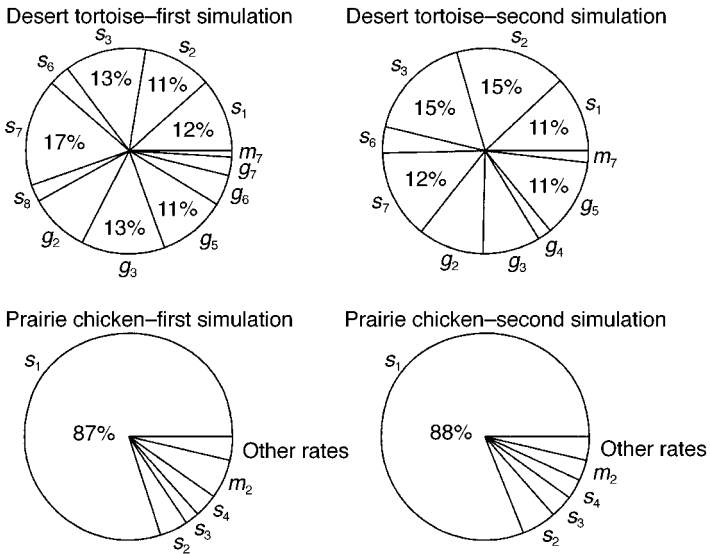 Desert tortoise–first simulation
s3
s2
s6
13%
11%
s1
s7
17%
12%
m7
g7
s8
g6
11%
g2
13%
g5
g3
Desert tortoise–second simulation
s2
s3
15%
s1
15%
11%
s6
m7
12%
11%
s7
g5
g4
g2
g3
Prairie chicken–first simulation
s1
87%
Other rates
m2
s4
s3
s2
Prairie chicken–second simulation
s1
88%
Other rates
m2
s4
s3
s2